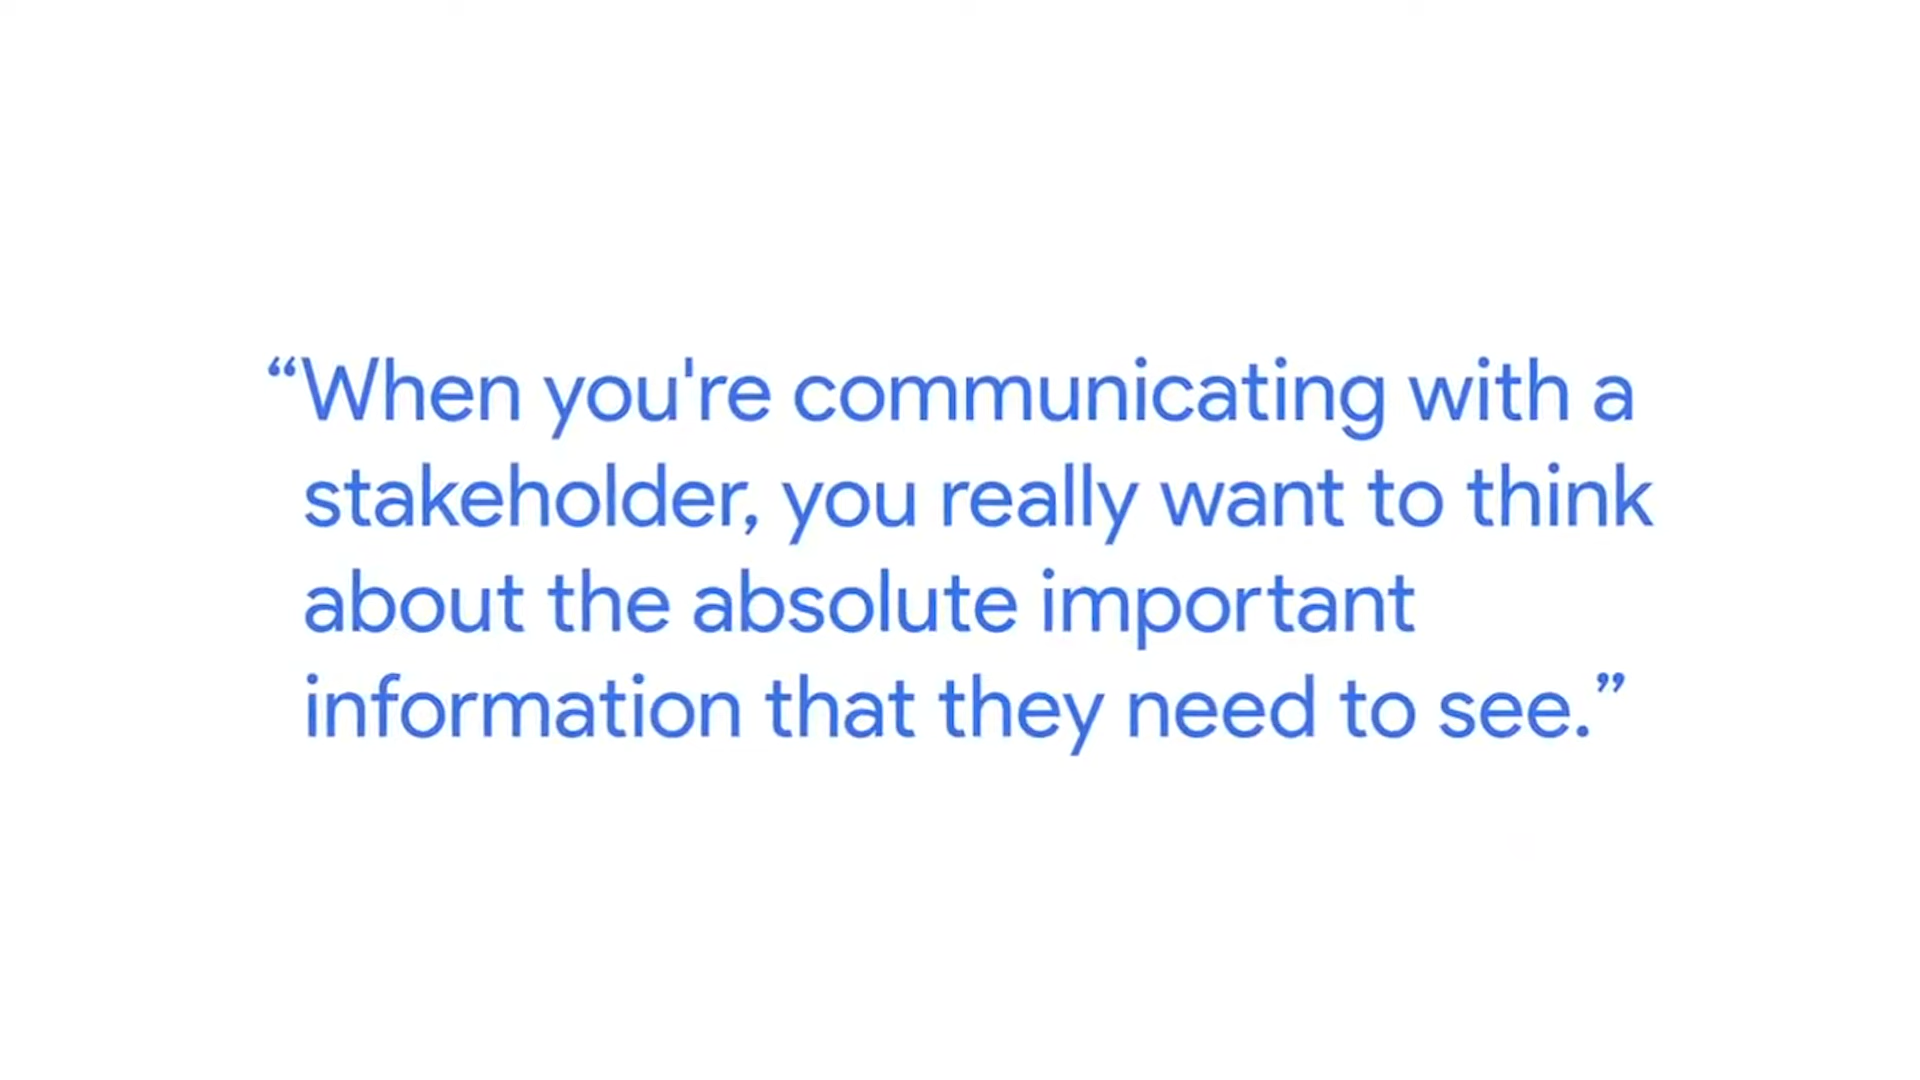 “When you're communicating with a
stakeholder, you really want to think
about the absolute important
information that they need to see.”